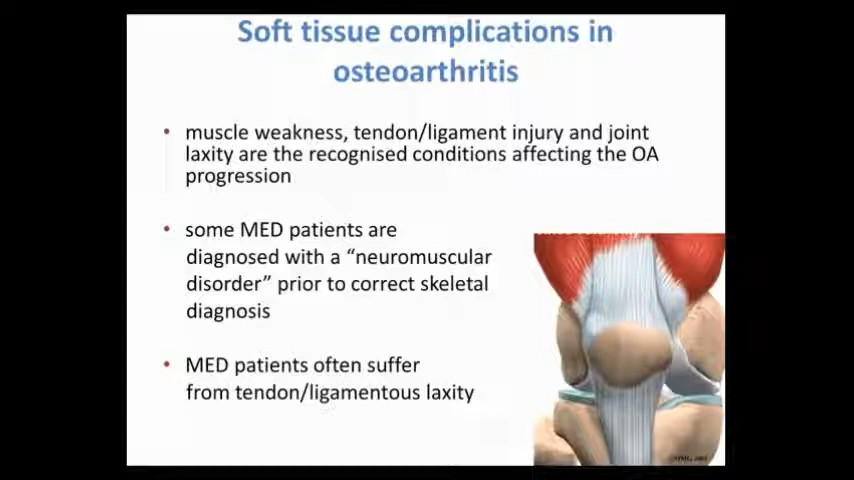 Soft tissue complications in
osteoarthritis
• muscle weakness, tendon/ligament injury and joint
laxity are the recognised conditions affecting the OA
progression
• some MED patients are
diagnosed with a “neuromuscular
disorder” prior to correct skeletal
diagnosis
• MED patients often suffer
from tendon/ligamentous laxity